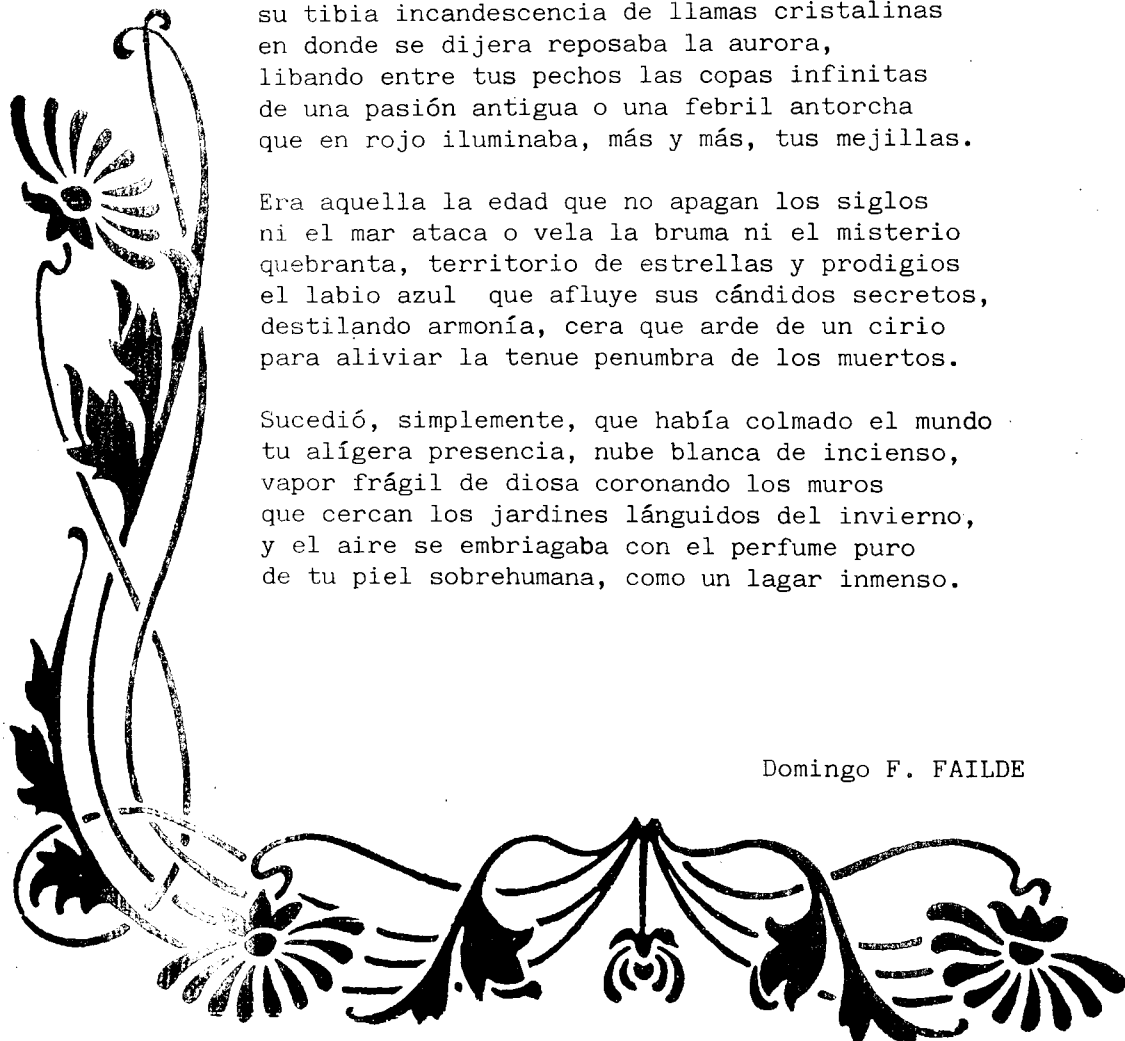 su tibia incandescencia de llamas cristalinas
en donde se dijera reposaba la aurora,
libando entre tus pechos las copas infinitas
de una pasión antigua o una febril antorcha
que en rojo iluminaba, más y más, tus mejillas.

Era aquella la edad que no apagan los siglos
ni el mar ataca o vela la bruma ni el misterio
quebranta, territorio de estrellas y prodigios
el labio azul  que afluye sus cándidos secretos,
destilando armonía, cera que arde de un cirio
para aliviar la tenue penumbra de los muertos.

Sucedió, simplemente, que había colmado el mundo
tu alígera presencia, nube blanca de incienso,
vapor frágil de diosa coronando los muros
que cercan los jardines lánguidos del invierno,
y el aire se embriagaba con el perfume puro
de tu piel sobrehumana, como un lagar inmenso.

Domingo F. FAILDE